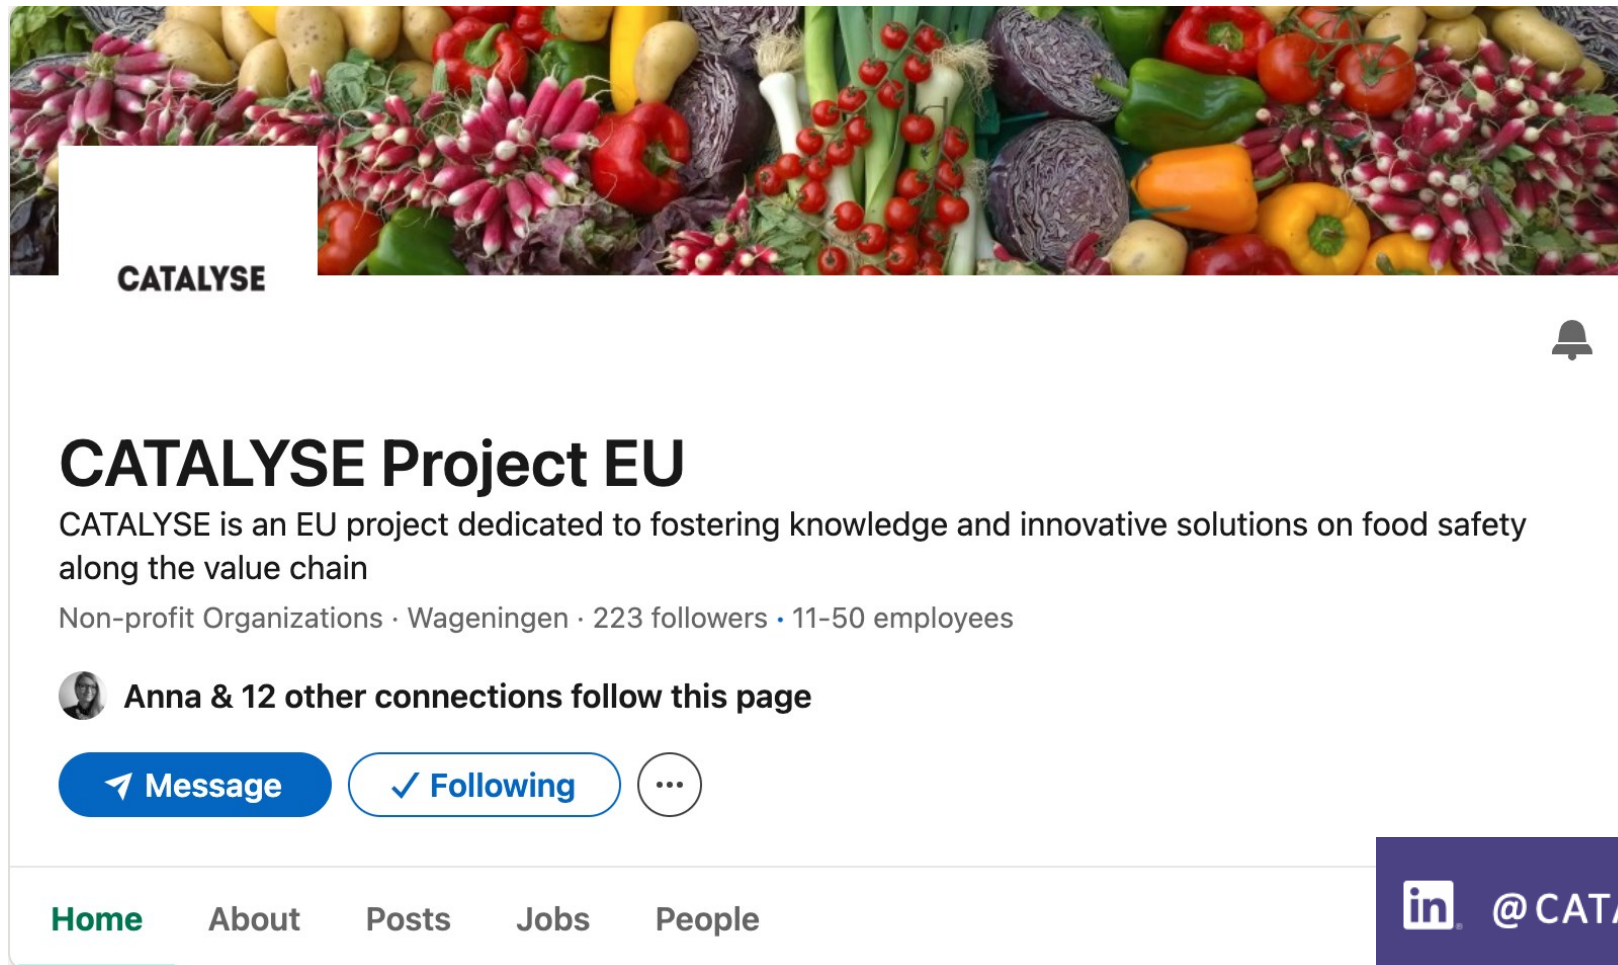 CATALYSE
CATALYSE Project EU
CATALYSE is an EU project dedicated to fostering knowledge and innovative solutions on food safety
along the value chain
Non-profit Organizations · Wageningen · 223 followers • 11-50 employees
Anna & 12 other connections follow this page
Message ✓ Following ...
Home About Posts Jobs People
in @CATA